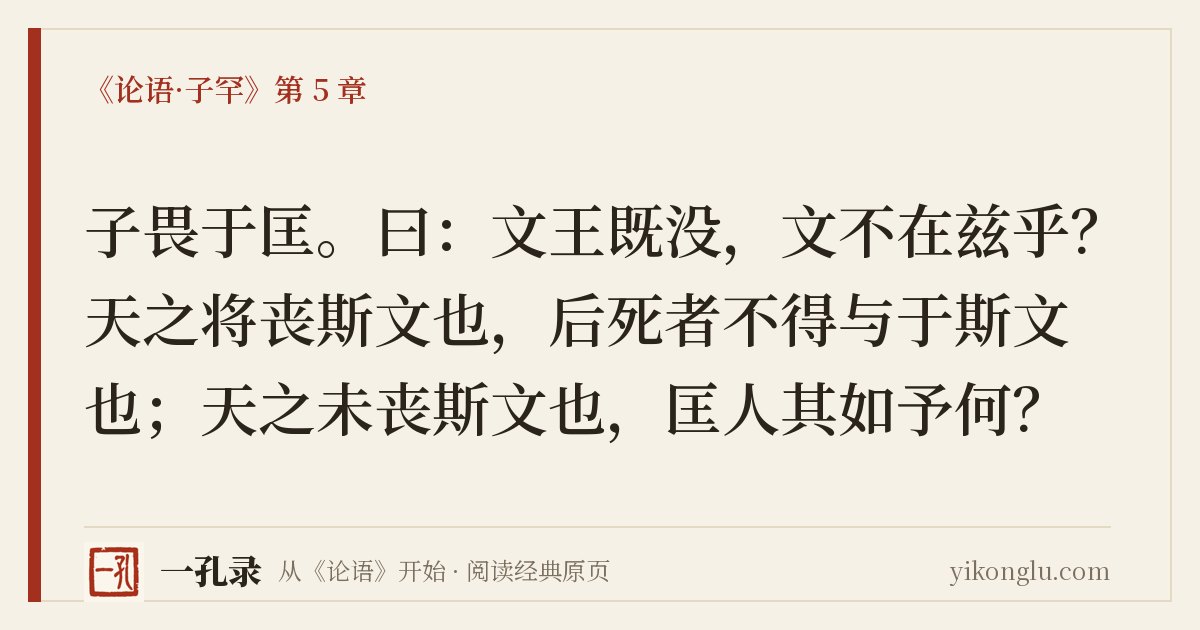 《论语·子罕》第 5 章
子畏于匡。曰：文王既没，文不在兹乎？
天之将丧斯文也，后死者不得与于斯文
也；天之未丧斯文也，匡人其如予何？
一孔 一孔录 从《论语》开始 · 阅读经典原页 yikonglu.com